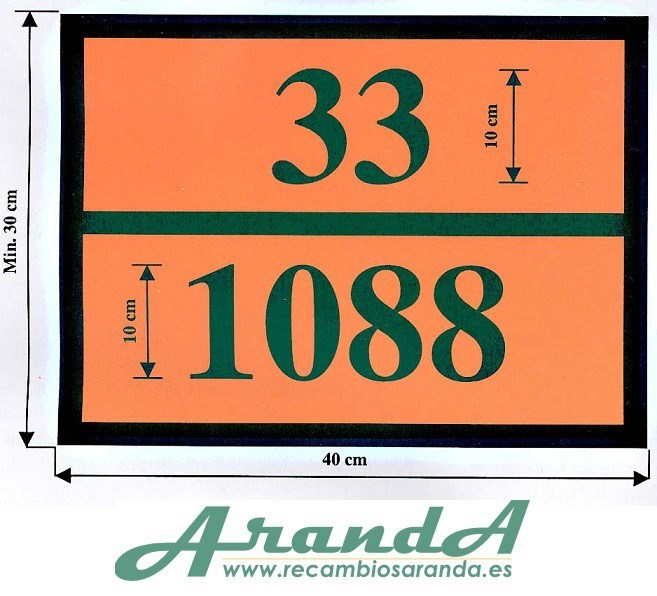 33
10 cm
Min. 30 cm
1088
10 cm
40 cm
ArandA
www.recambiosaranda.es